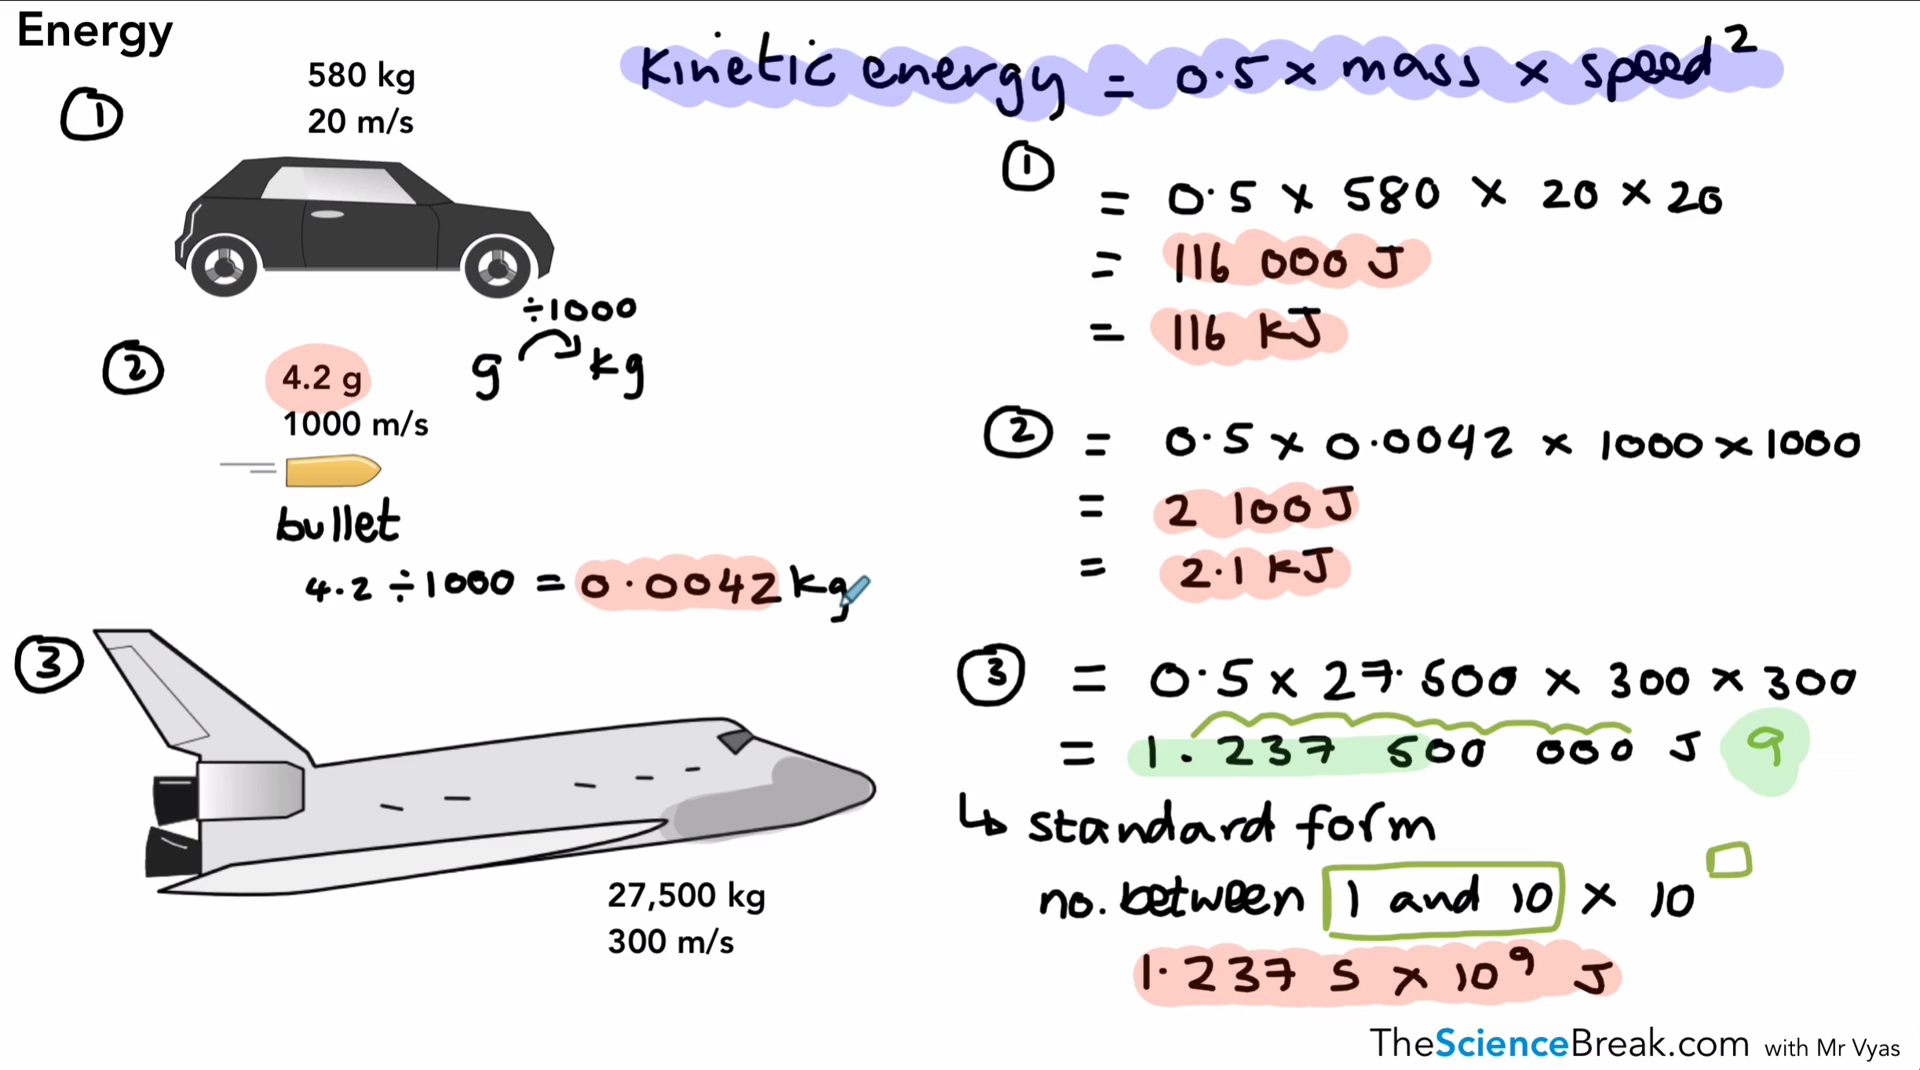 Energy
Kinetic energy = 0.5 × mass × speed²
①
580 kg
20 m/s
②
4.2 g
1000 m/s
÷1000
g kg
bullet
4.2 ÷ 1000 = 0.0042 kg
③
27,500 kg
300 m/s
①
= 0.5 × 580 × 20 × 20
= 116 000 J
= 116 kJ
② = 0.5 × 0.0042 × 1000 × 1000
= 2 100 J
= 2.1 kJ
③ = 0.5 × 27.500 × 300 × 300
= 1.237 500 000 J 9
↳ standard form
no. between 1 and 10 × 10□
1.237 5 × 10⁹ J
TheScienceBreak.com with Mr Vyas